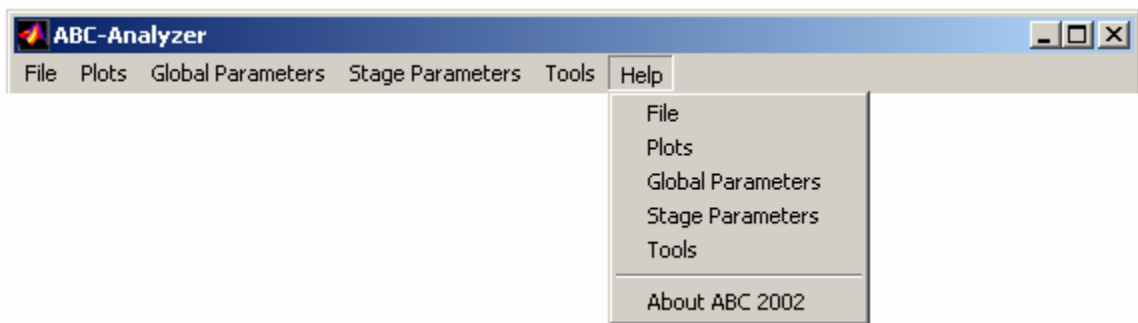 ABC-Analyzer
File Plots Global Parameters Stage Parameters Tools Help
File
Plots
Global Parameters
Stage Parameters
Tools
About ABC 2002